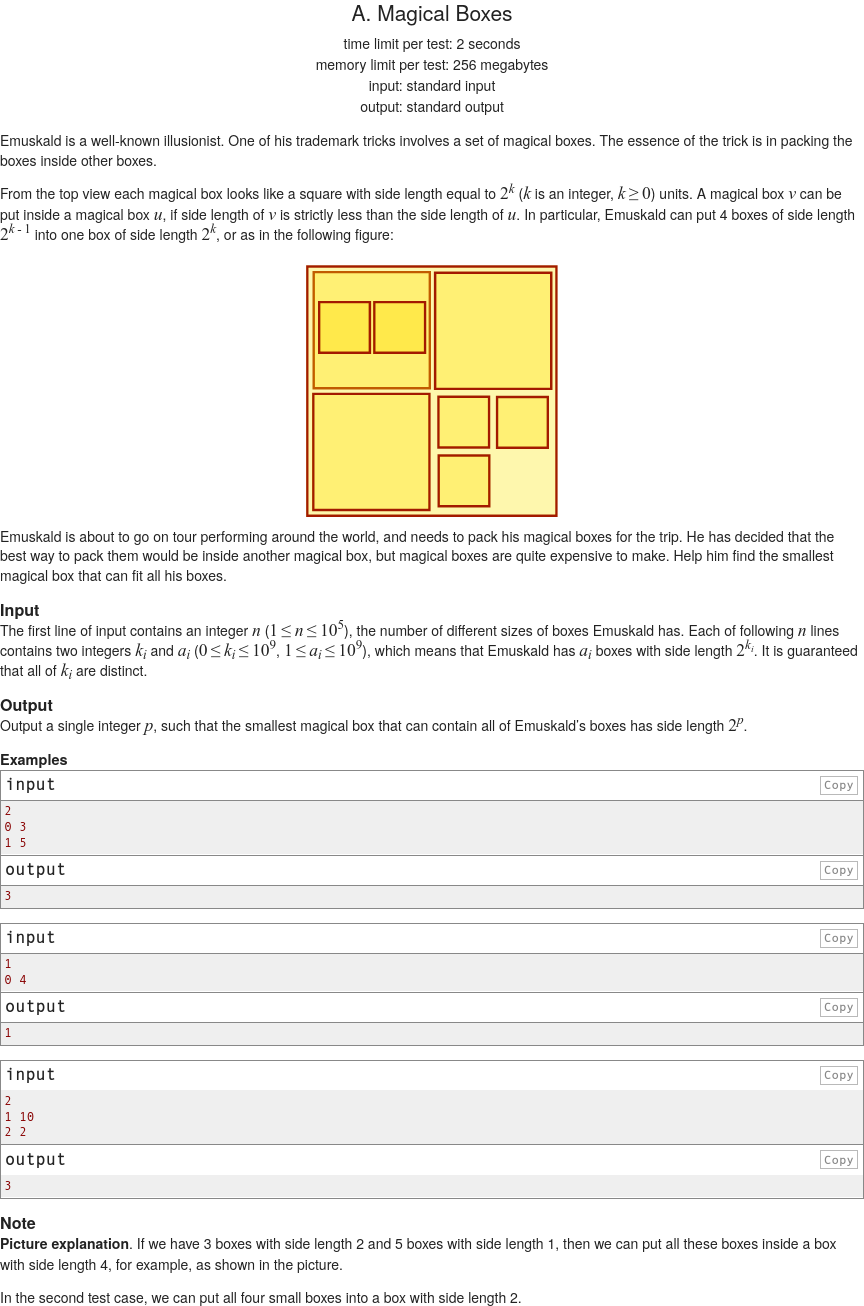 A. Magical Boxes
time limit per test: 2 seconds
memory limit per test: 256 megabytes
input: standard input
output: standard output
Emuskald is a well-known illusionist. One of his trademark tricks involves a set of magical boxes. The essence of the trick is in packing the
boxes inside other boxes.
From the top view each magical box looks like a square with side length equal to 2^k (k is an integer, k ≥ 0) units. A magical box v can be
put inside a magical box u, if side length of v is strictly less than the side length of u. In particular, Emuskald can put 4 boxes of side length
2^{k - 1} into one box of side length 2^k, or as in the following figure:
Emuskald is about to go on tour performing around the world, and needs to pack his magical boxes for the trip. He has decided that the
best way to pack them would be inside another magical box, but magical boxes are quite expensive to make. Help him find the smallest
magical box that can fit all his boxes.
Input
The first line of input contains an integer n (1 ≤ n ≤ 10^5), the number of different sizes of boxes Emuskald has. Each of following n lines
contains two integers k_i and a_i (0 ≤ k_i ≤ 10^9, 1 ≤ a_i ≤ 10^9), which means that Emuskald has a_i boxes with side length 2^{k_i}. It is guaranteed
that all of k_i are distinct.
Output
Output a single integer p, such that the smallest magical box that can contain all of Emuskald's boxes has side length 2^p.
Examples
input Copy
2
0 3
1 5
output Copy
3
input Copy
1
0 4
output Copy
1
input Copy
2
1 10
2 2
output Copy
3
Note
Picture explanation. If we have 3 boxes with side length 2 and 5 boxes with side length 1, then we can put all these boxes inside a box
with side length 4, for example, as shown in the picture.
In the second test case, we can put all four small boxes into a box with side length 2.